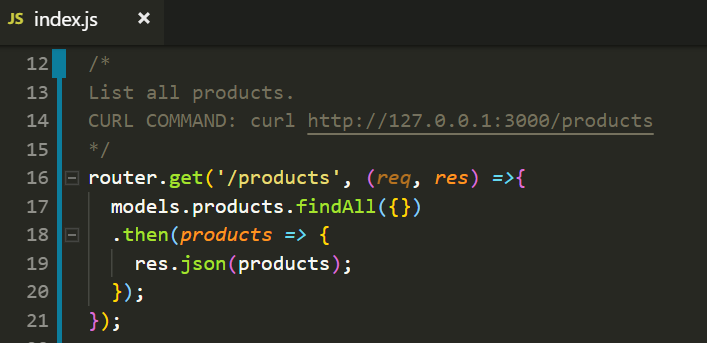 JS index.js ×
12 /*
13 List all products.
14 CURL COMMAND: curl http://127.0.0.1:3000/products
15 */
16 router.get('/products', (req, res) =>{
17 models.products.findAll({})
18 .then(products => {
19 res.json(products);
20 });
21 });